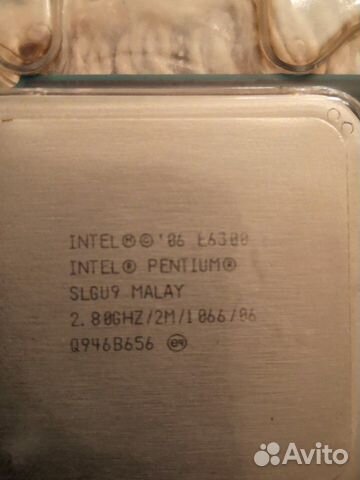 INTEL®©'06 E6300
INTEL® PENTIUM®
SLGU9 MALAY
2.80GHZ/2M/1066/06
Q946B656 e4
Avito